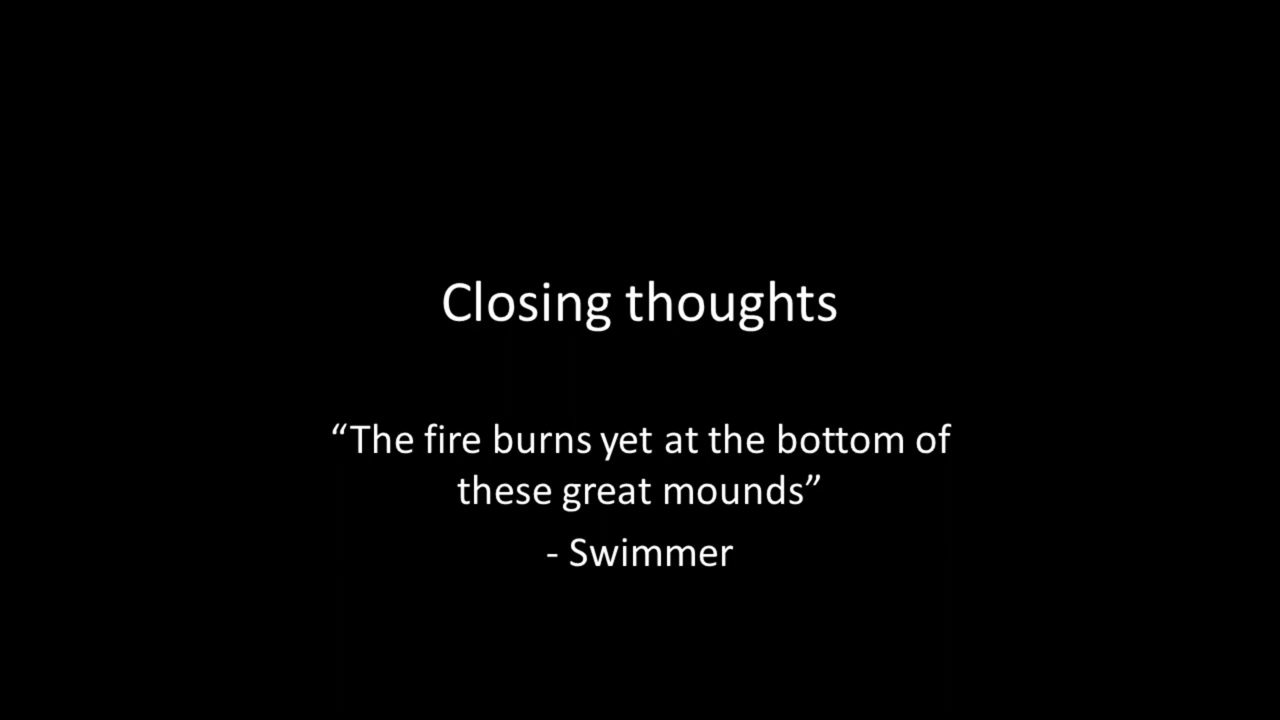 Closing thoughts
“The fire burns yet at the bottom of
these great mounds”
- Swimmer